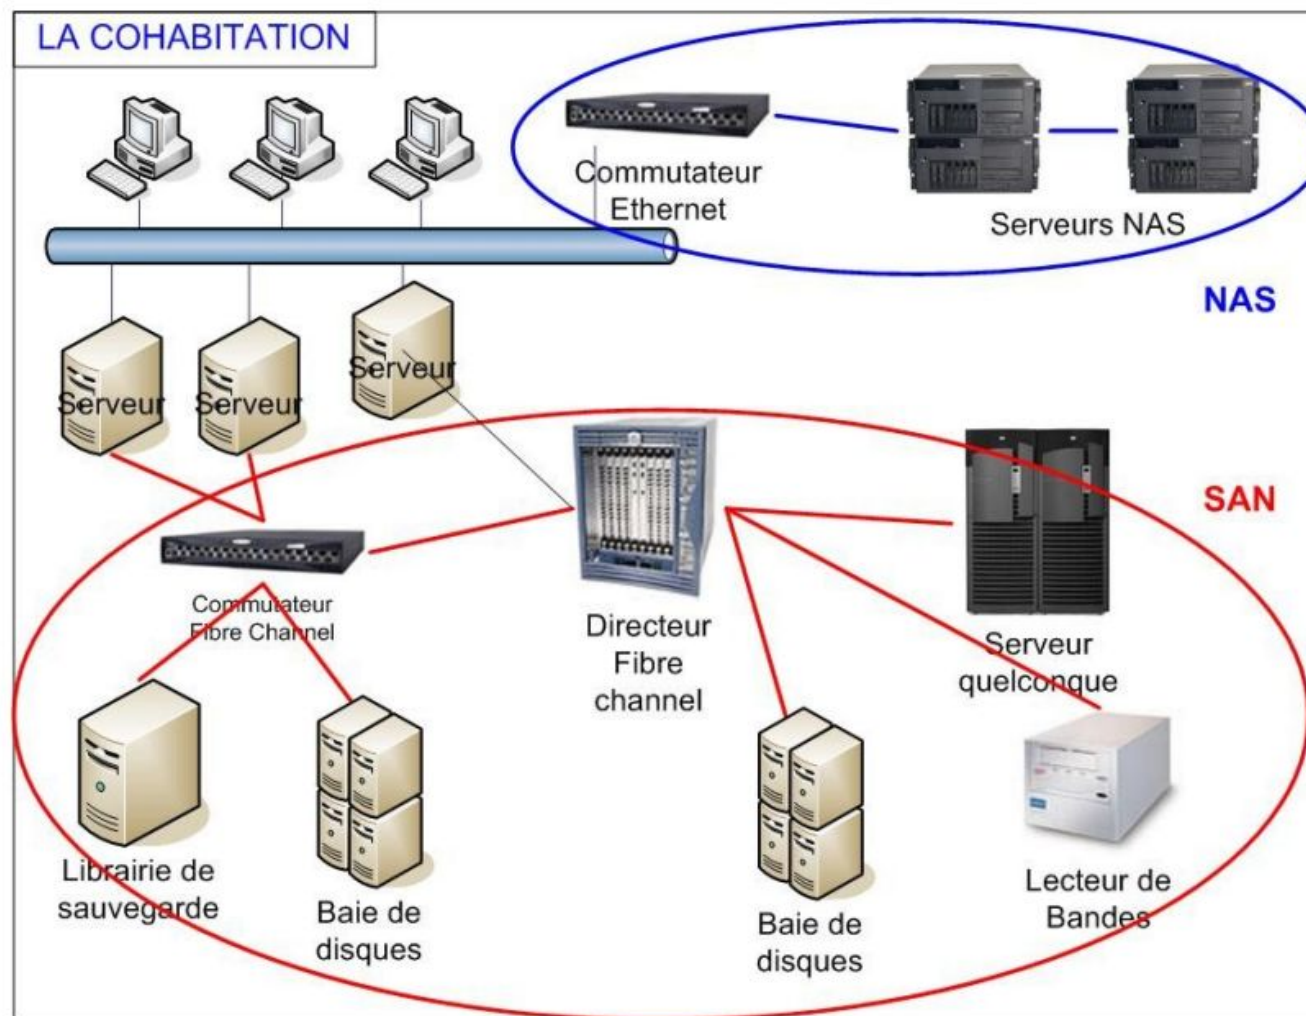 LA COHABITATION
Commutateur
Ethernet
Serveurs NAS
NAS
Serveur
Serveur
Serveur
SAN
Commutateur
Fibre Channel
Directeur
Fibre
channel
Serveur
quelconque
Librairie de
sauvegarde
Baie de
disques
Baie de
disques
Lecteur de
Bandes